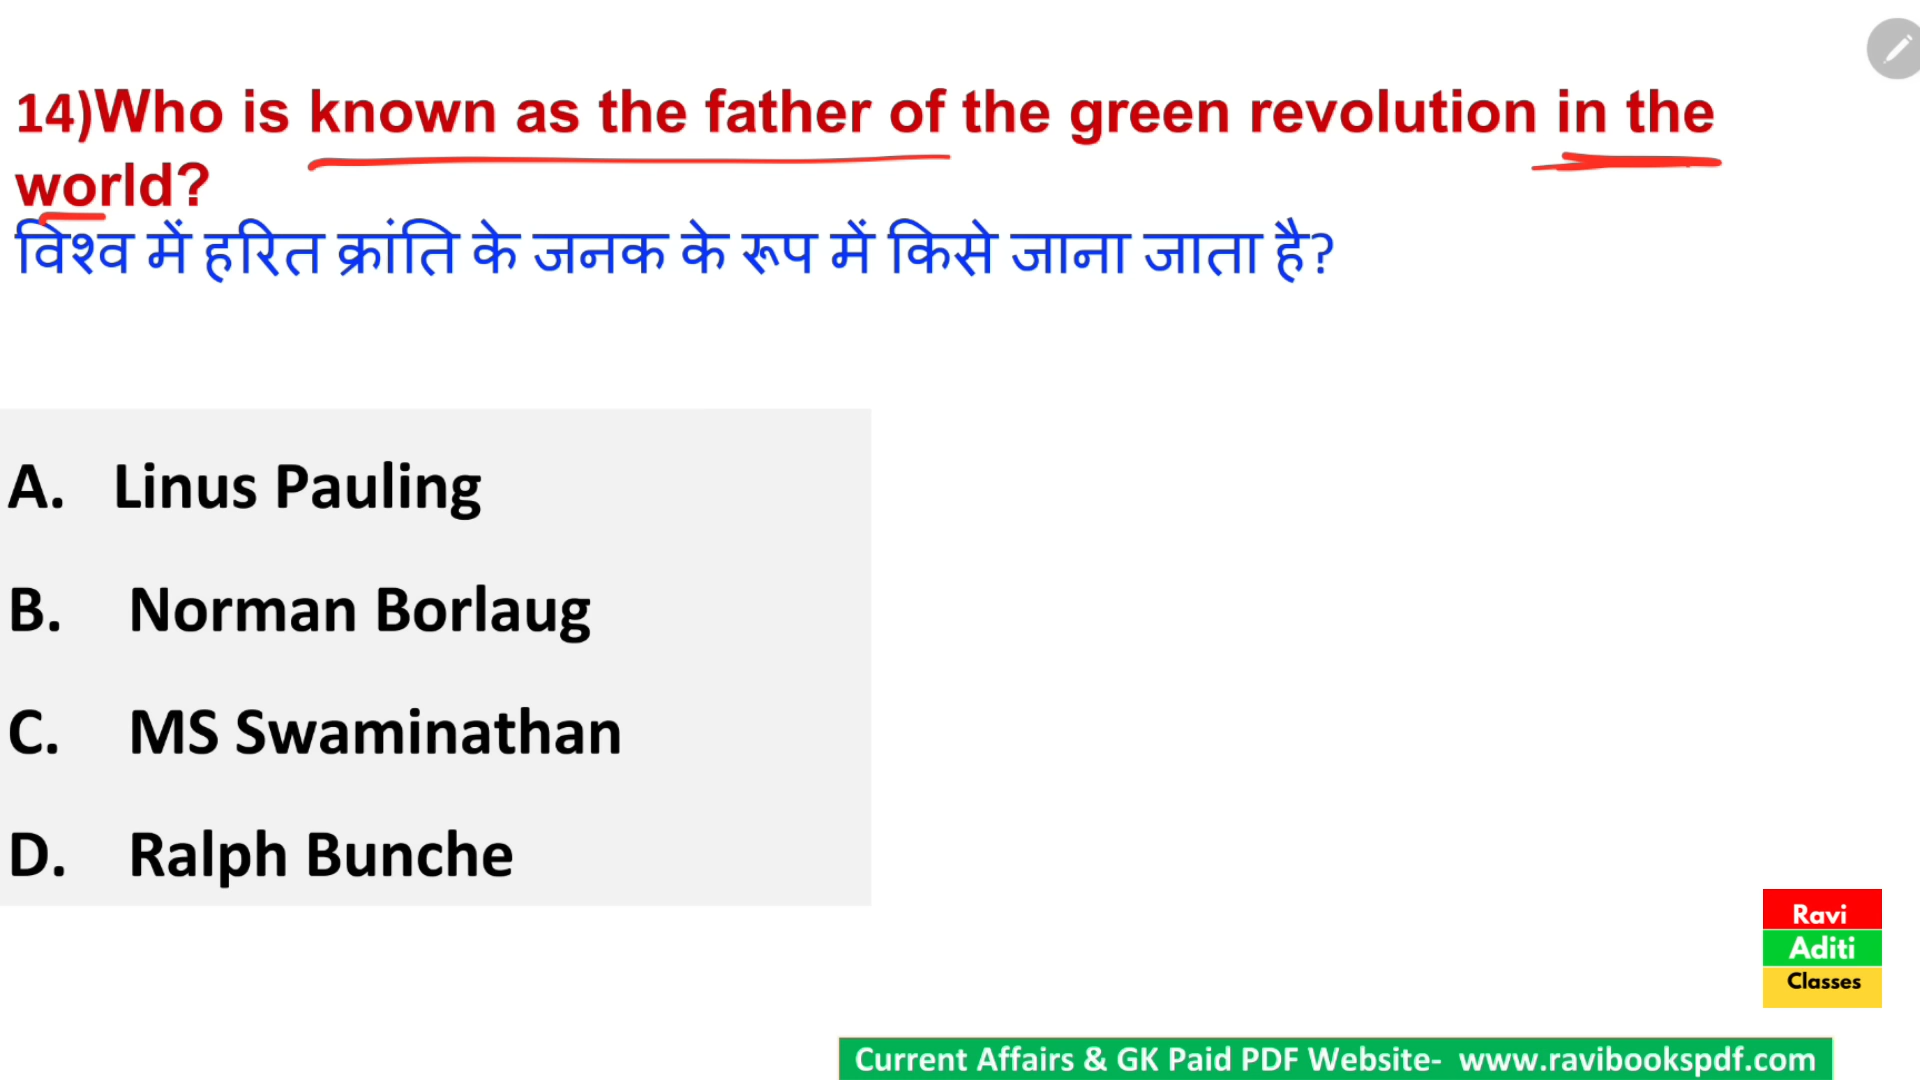 14)Who is known as the father of the green revolution in the
world?
विश्व में हरित क्रांति के जनक के रूप में किसे जाना जाता है?
A. Linus Pauling
B. Norman Borlaug
C. MS Swaminathan
D. Ralph Bunche
Ravi
Aditi
Classes
Current Affairs & GK Paid PDF Website- www.ravibookspdf.com